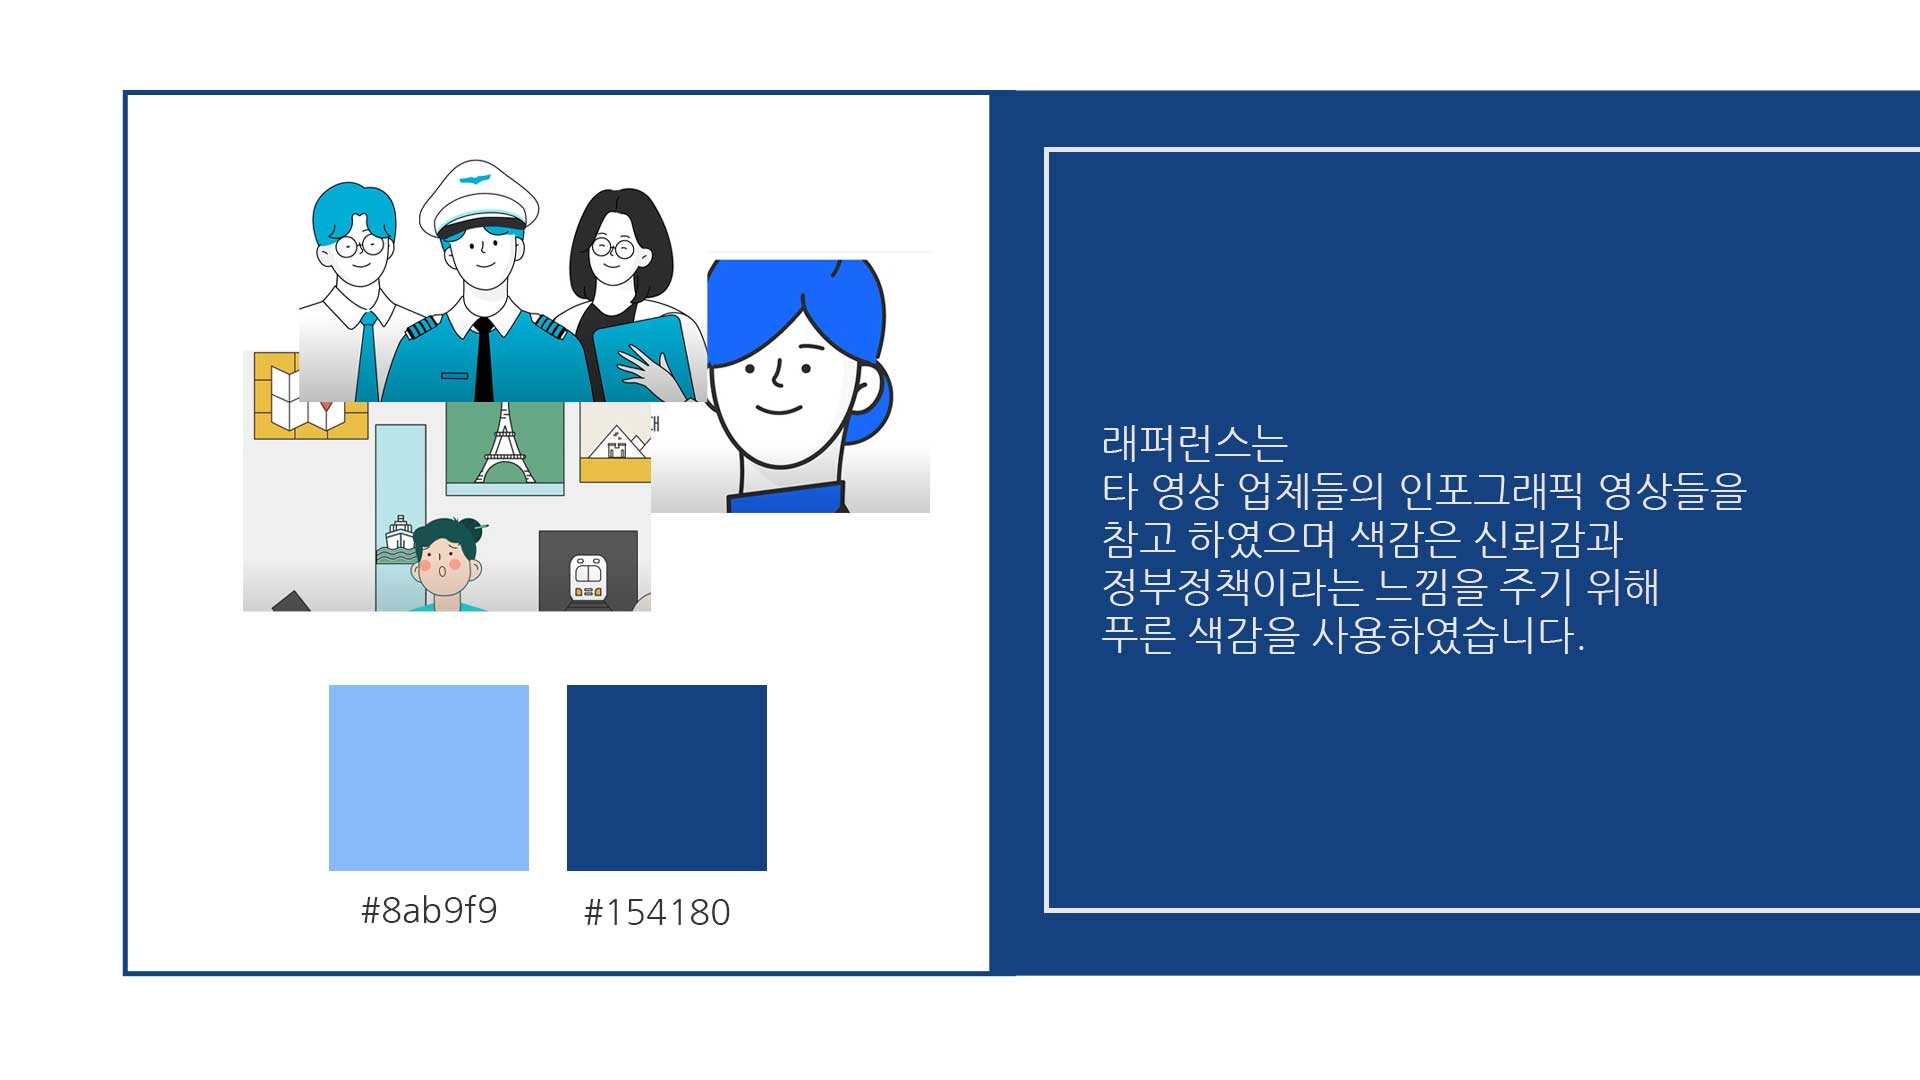 #8ab9f9
#154180
래퍼런스는
타 영상 업체들의 인포그래픽 영상들을
참고 하였으며 색감은 신뢰감과
정부정책이라는 느낌을 주기 위해
푸른 색감을 사용하였습니다.